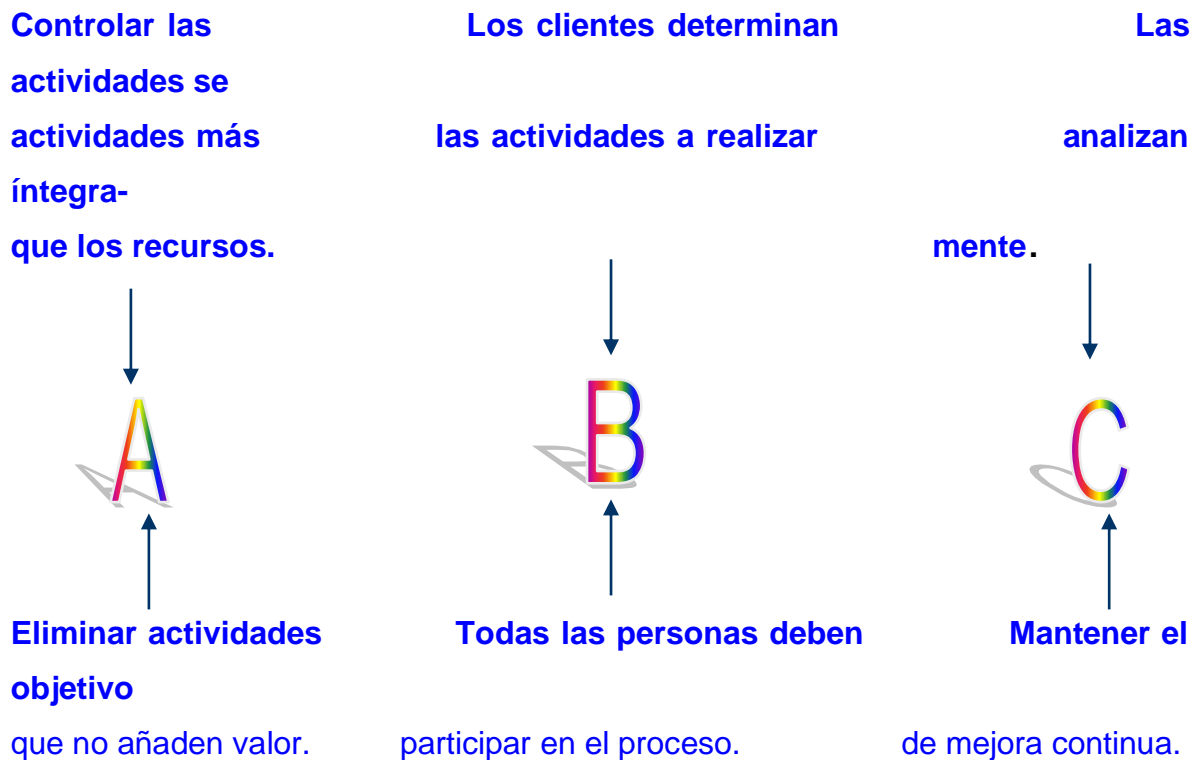 Controlar las Los clientes determinan Las
actividades se
actividades más las actividades a realizar analizan
íntegra-
que los recursos. mente.
A B C
Eliminar actividades Todas las personas deben Mantener el
objetivo
que no añaden valor. participar en el proceso. de mejora continua.